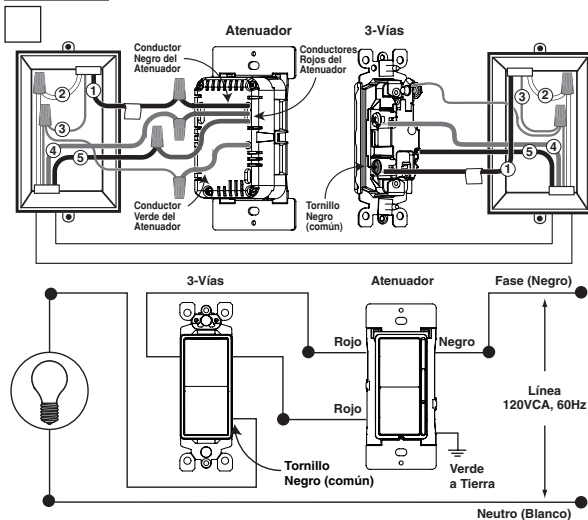 Atenuador
3-Vías
Conductor
Negro del
Atenuador
Conductores
Rojos del
Atenuador
1
2
3
4
5
Conductor
Verde del
Atenuador
Tornillo
Negro
(común)
1
2
3
4
5
3-Vías
Atenuador
Fase (Negro)
Rojo
Negro
Línea
120VCA, 60Hz
Rojo
Tornillo
Negro (común)
Verde
a Tierra
Neutro (Blanco)